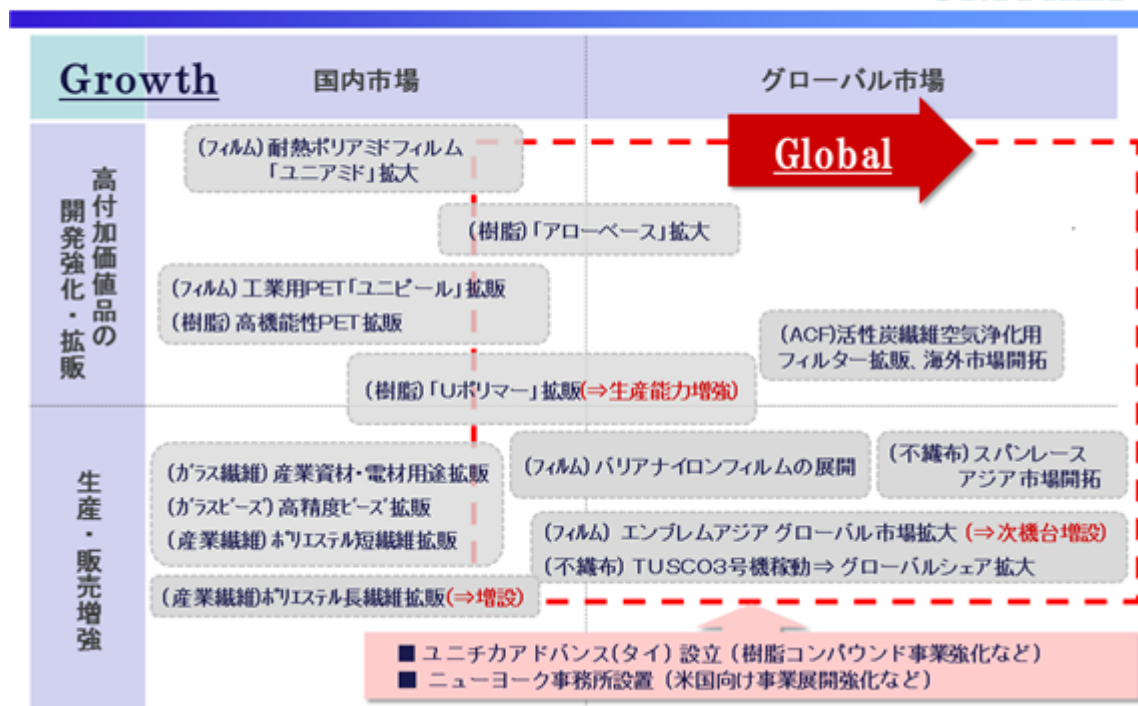 Growth
国内市場
グローバル市場
高付加価値品の
開発強化・拡販
(フィルム) 耐熱ポリアミドフィルム
「ユニアミド」拡大
Global
(樹脂)「アローベース」拡大
(フィルム) 工業用PET「ユニピール」拡販
(樹脂) 高機能性PET拡販
(ACF)活性炭繊維空気浄化用
フィルター拡販、海外市場開拓
(樹脂)「Uポリマー」拡販(⇒生産能力増強)
生産・販売増強
(ガラス繊維) 産業資材・電材用途拡販
(ガラスビーズ) 高精度ビーズ拡販
(産業繊維) ポリエステル短繊維拡販
(フィルム) バリアナイロンフィルムの展開
(不織布) スパンレース
アジア市場開拓
(フィルム) エンブレムアジア グローバル市場拡大 (⇒次機台増設)
(不織布) TUSCO3号機稼動⇒ グローバルシェア拡大
(産業繊維)ポリエステル長繊維拡販(⇒増設)
■ ユニチカアドバンス(タイ) 設立 (樹脂コンパウンド事業強化など)
■ ニューヨーク事務所設置 (米国向け事業展開強化など)